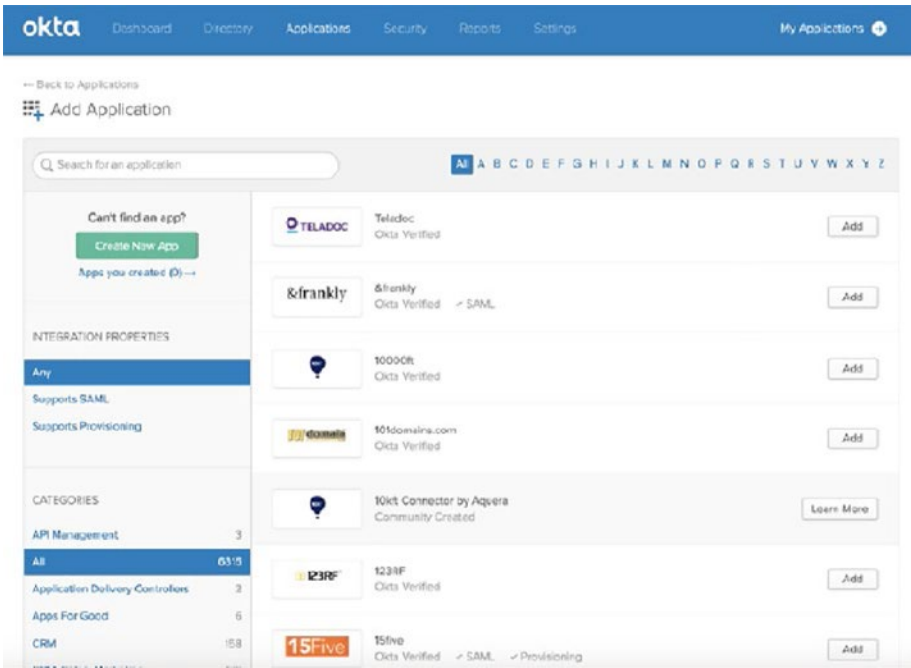 okta Dashboard Directory Applications Security Reports Settings My Applications
← Back to Applications
Add Application
Search for an application
All A B C D E F G H I J K L M N O P Q R S T U V W X Y Z
Can't find an app?
Create New App
Apps you created (0) →
INTEGRATION PROPERTIES
Any
Supports SAML
Supports Provisioning
CATEGORIES
API Management 3
All 6315
Application Delivery Controllers 2
Apps For Good 6
CRM 158
TELADOC
Teladoc
Okta Verified
Add
&frankly
&frankly
Okta Verified ✓ SAML
Add
10000ft
Okta Verified
Add
101domain
101domains.com
Okta Verified
Add
10kft Connector by Aquera
Community Created
Learn More
123RF
123RF
Okta Verified
Add
15Five
15five
Okta Verified ✓ SAML ✓ Provisioning
Add